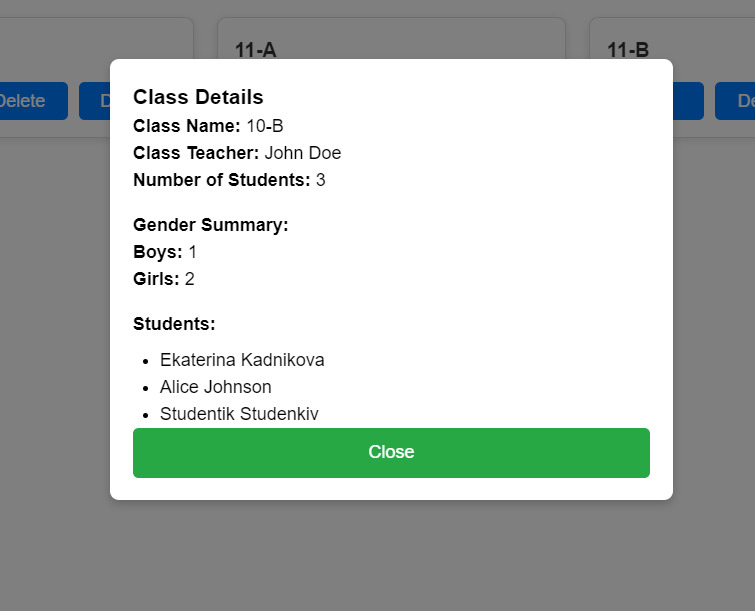 11-A
11-B
Delete
D
De
Class Details
Class Name: 10-B
Class Teacher: John Doe
Number of Students: 3
Gender Summary:
Boys: 1
Girls: 2
Students:
Ekaterina Kadnikova
Alice Johnson
Studentik Studenkiv
Close